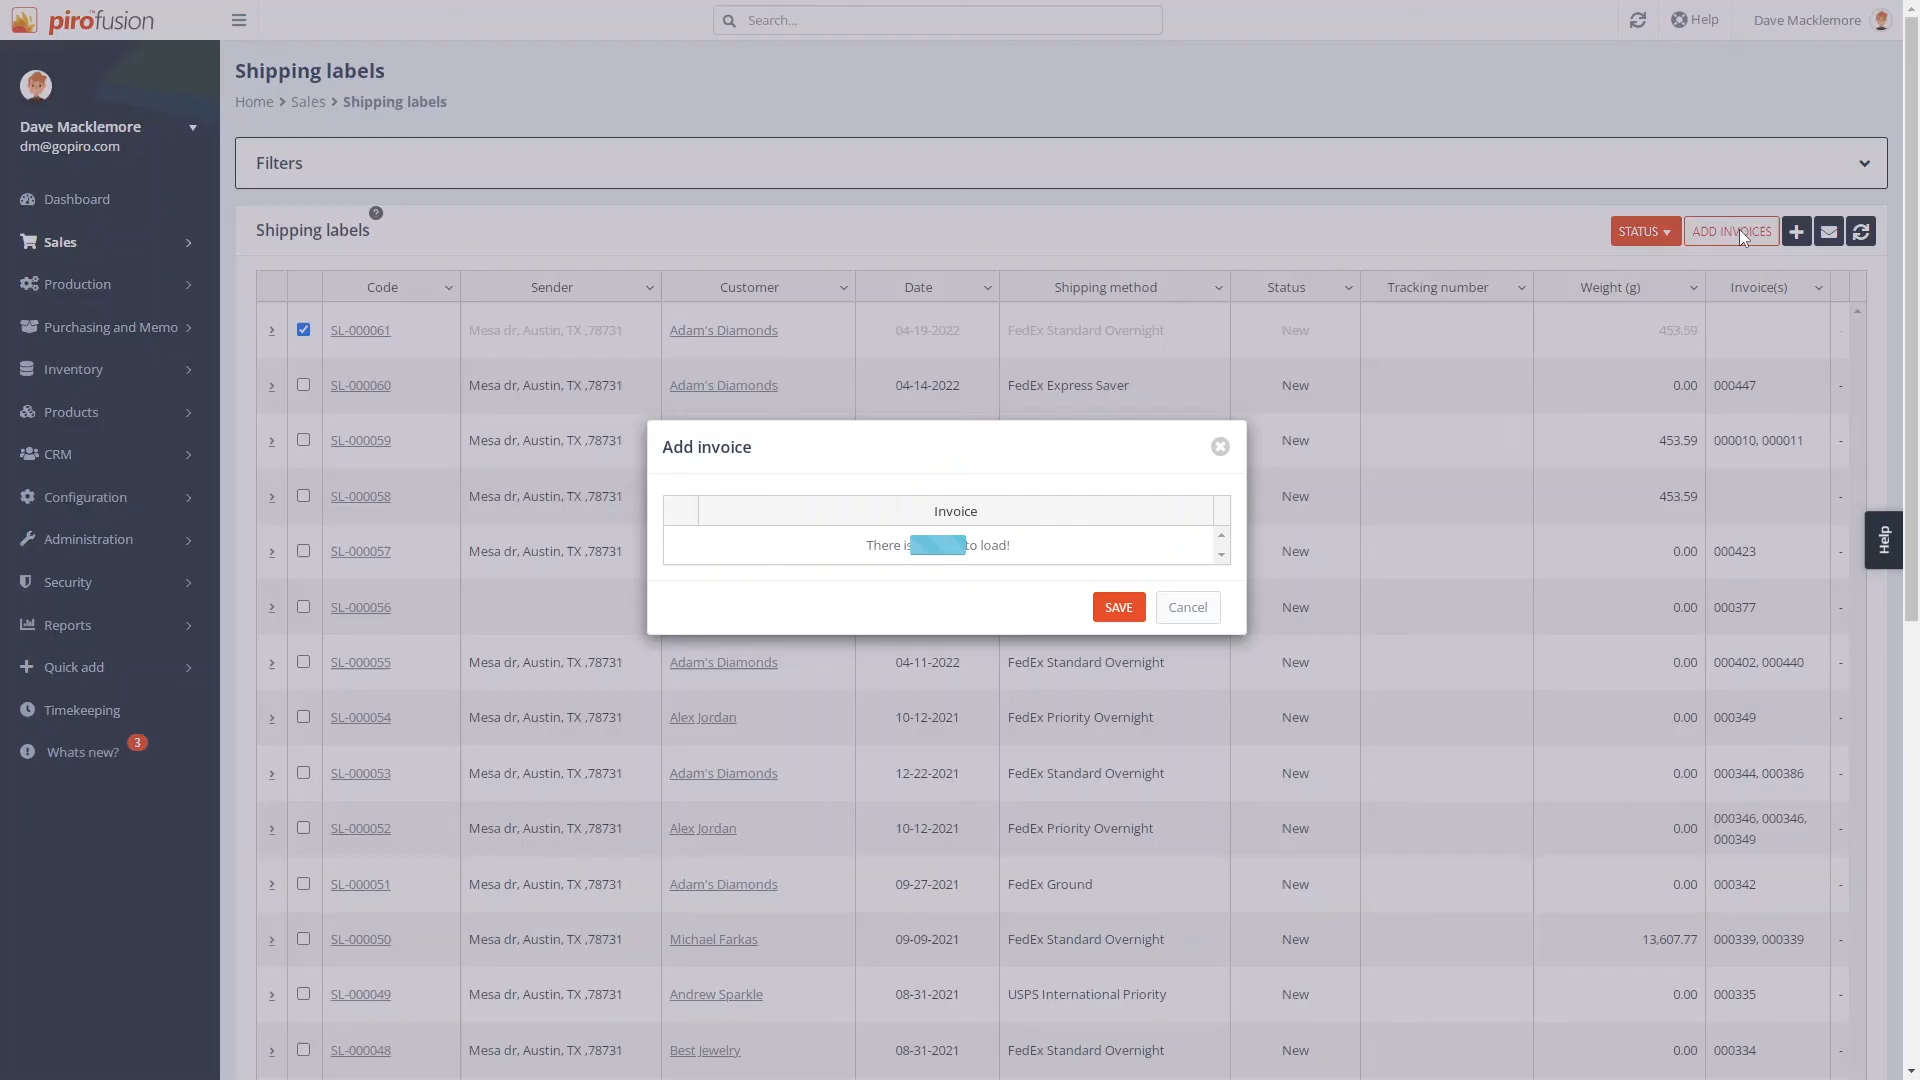 pirofusion
Search...
Help
Dave Macklemore
Dave Macklemore
dm@gopiro.com
Dashboard
Sales
Production
Purchasing and Memo
Inventory
Products
CRM
Configuration
Administration
Security
Reports
Quick add
Timekeeping
Whats new? 3
Shipping labels
Home > Sales > Shipping labels
Filters
Shipping labels ?
STATUS ADD INVOICES
Code Sender Customer Date Shipping method Status Tracking number Weight (g) Invoice(s)
SL-000061 Mesa dr, Austin, TX ,78731 Adam's Diamonds 04-19-2022 FedEx Standard Overnight New 453.59 -
SL-000060 Mesa dr, Austin, TX ,78731 Adam's Diamonds 04-14-2022 FedEx Express Saver New 0.00 000447 -
SL-000059 Mesa dr, Austin, TX ,78731 New 453.59 000010, 000011 -
SL-000058 Mesa dr, Austin, TX ,78731 New 453.59 -
SL-000057 Mesa dr, Austin, TX ,78731 New 0.00 000423 -
SL-000056 New 0.00 000377 -
SL-000055 Mesa dr, Austin, TX ,78731 Adam's Diamonds 04-11-2022 FedEx Standard Overnight New 0.00 000402, 000440 -
SL-000054 Mesa dr, Austin, TX ,78731 Alex Jordan 10-12-2021 FedEx Priority Overnight New 0.00 000349 -
SL-000053 Mesa dr, Austin, TX ,78731 Adam's Diamonds 12-22-2021 FedEx Standard Overnight New 0.00 000344, 000386 -
SL-000052 Mesa dr, Austin, TX ,78731 Alex Jordan 10-12-2021 FedEx Priority Overnight New 0.00 000346, 000346, -
000349
SL-000051 Mesa dr, Austin, TX ,78731 Adam's Diamonds 09-27-2021 FedEx Ground New 0.00 000342 -
SL-000050 Mesa dr, Austin, TX ,78731 Michael Farkas 09-09-2021 FedEx Standard Overnight New 13,607.77 000339, 000339 -
SL-000049 Mesa dr, Austin, TX ,78731 Andrew Sparkle 08-31-2021 USPS International Priority New 0.00 000335 -
SL-000048 Mesa dr, Austin, TX ,78731 Best Jewelry 08-31-2021 FedEx Standard Overnight New 0.00 000334 -
Add invoice
Invoice
There is to load!
SAVE Cancel
Help